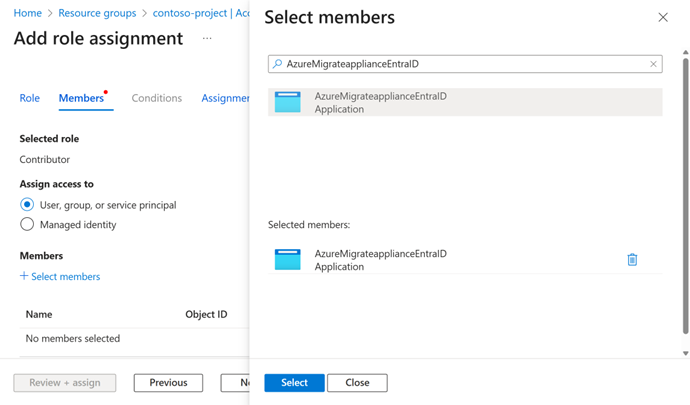 Home > Resource groups > contoso-project | Acc
Add role assignment ...
Role Members Conditions Assignmen
Selected role
Contributor
Assign access to
User, group, or service principal
Managed identity
Members
+ Select members
Name Object ID
No members selected
Review + assign Previous Ne
Select members
AzureMigrateapplianceEntraID
AzureMigrateapplianceEntraID
Application
Selected members:
AzureMigrateapplianceEntraID
Application
Select Close